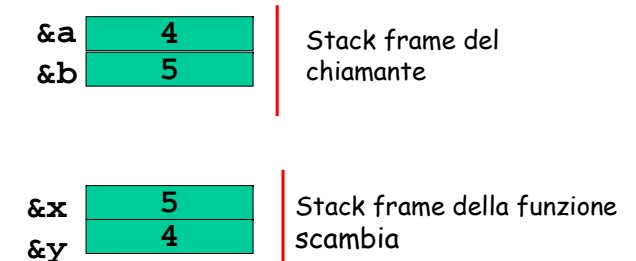 &a 4 Stack frame del
&b 5 chiamante
&x 5 Stack frame della funzione
&y 4 scambia